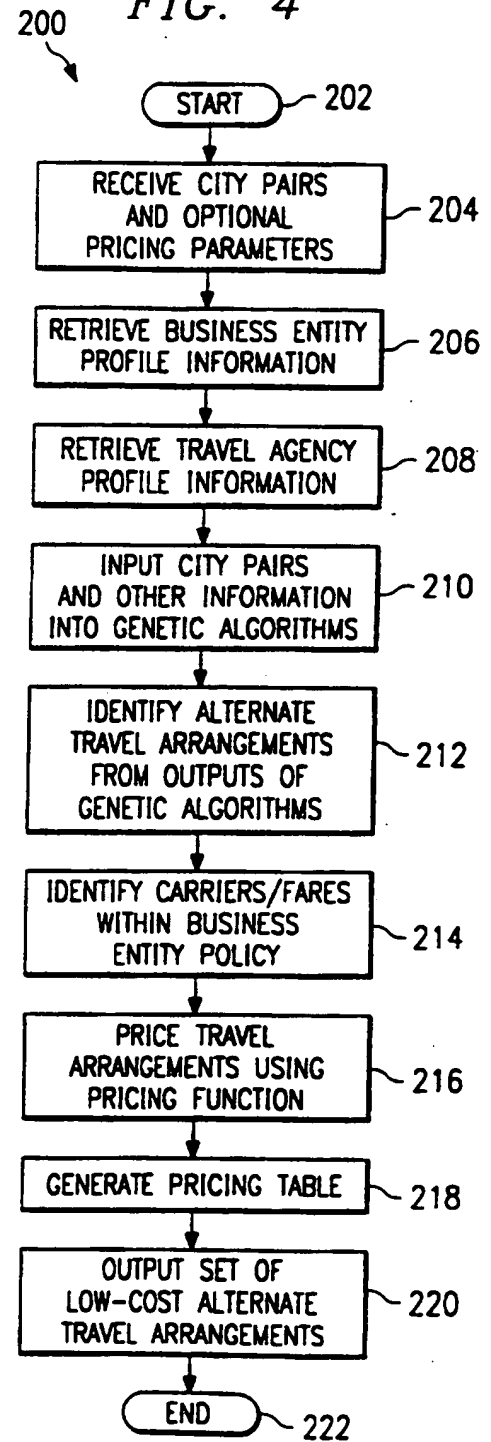 FIG. 4
200
START
202
RECEIVE CITY PAIRS
AND OPTIONAL
PRICING PARAMETERS
204
RETRIEVE BUSINESS ENTITY
PROFILE INFORMATION
206
RETRIEVE TRAVEL AGENCY
PROFILE INFORMATION
208
INPUT CITY PAIRS
AND OTHER INFORMATION
INTO GENETIC ALGORITHMS
210
IDENTIFY ALTERNATE
TRAVEL ARRANGEMENTS
FROM OUTPUTS OF
GENETIC ALGORITHMS
212
IDENTIFY CARRIERS/FARES
WITHIN BUSINESS
ENTITY POLICY
214
PRICE TRAVEL
ARRANGEMENTS USING
PRICING FUNCTION
216
GENERATE PRICING TABLE
218
OUTPUT SET OF
LOW-COST ALTERNATE
TRAVEL ARRANGEMENTS
220
END
222